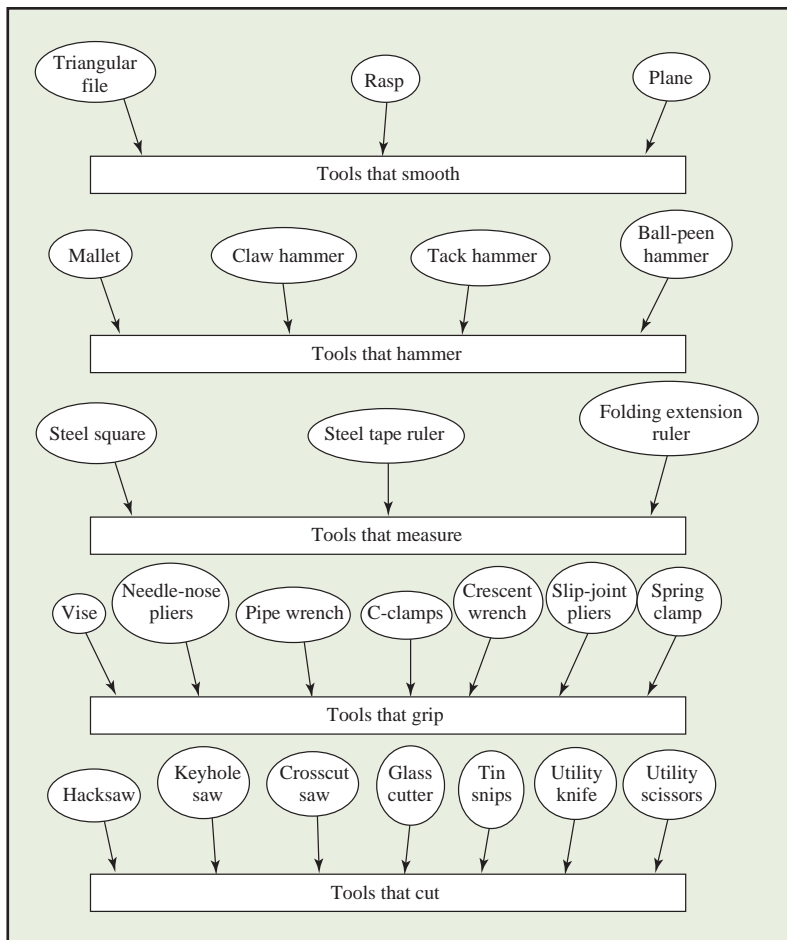 Triangular
file
Rasp
Plane
Tools that smooth
Mallet
Claw hammer
Tack hammer
Ball-peen
hammer
Tools that hammer
Steel square
Steel tape ruler
Folding extension
ruler
Tools that measure
Vise
Needle-nose
pliers
Pipe wrench
C-clamps
Crescent
wrench
Slip-joint
pliers
Spring
clamp
Tools that grip
Hacksaw
Keyhole
saw
Crosscut
saw
Glass
cutter
Tin
snips
Utility
knife
Utility
scissors
Tools that cut